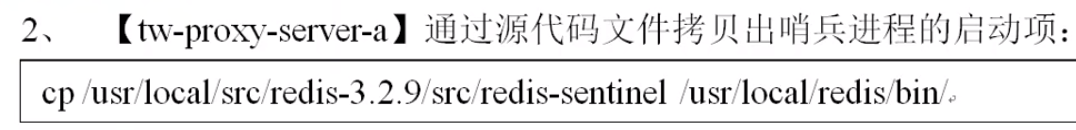 2、 【tw-proxy-server-a】通过源代码文件拷贝出哨兵进程的启动项：
cp /usr/local/src/redis-3.2.9/src/redis-sentinel /usr/local/redis/bin/